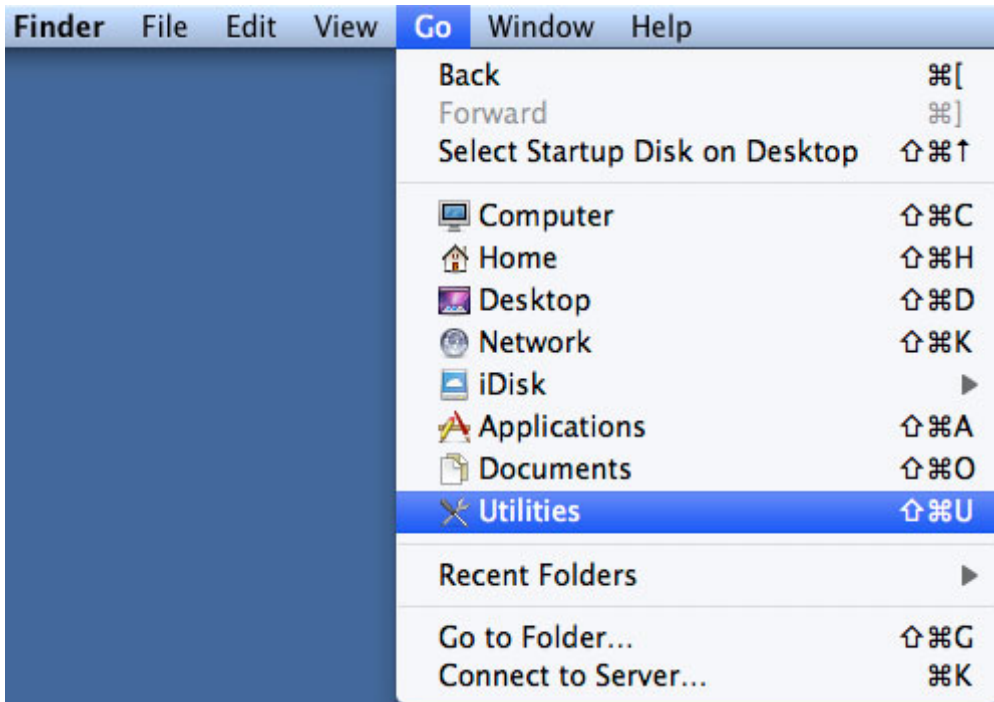 Finder File Edit View Go Window Help
Back ⌘[
Forward ⌘]
Select Startup Disk on Desktop ⇧⌘↑
Computer ⇧⌘C
Home ⇧⌘H
Desktop ⇧⌘D
Network ⇧⌘K
iDisk ▶
Applications ⇧⌘A
Documents ⇧⌘O
Utilities ⇧⌘U
Recent Folders ▶
Go to Folder... ⇧⌘G
Connect to Server... ⌘K